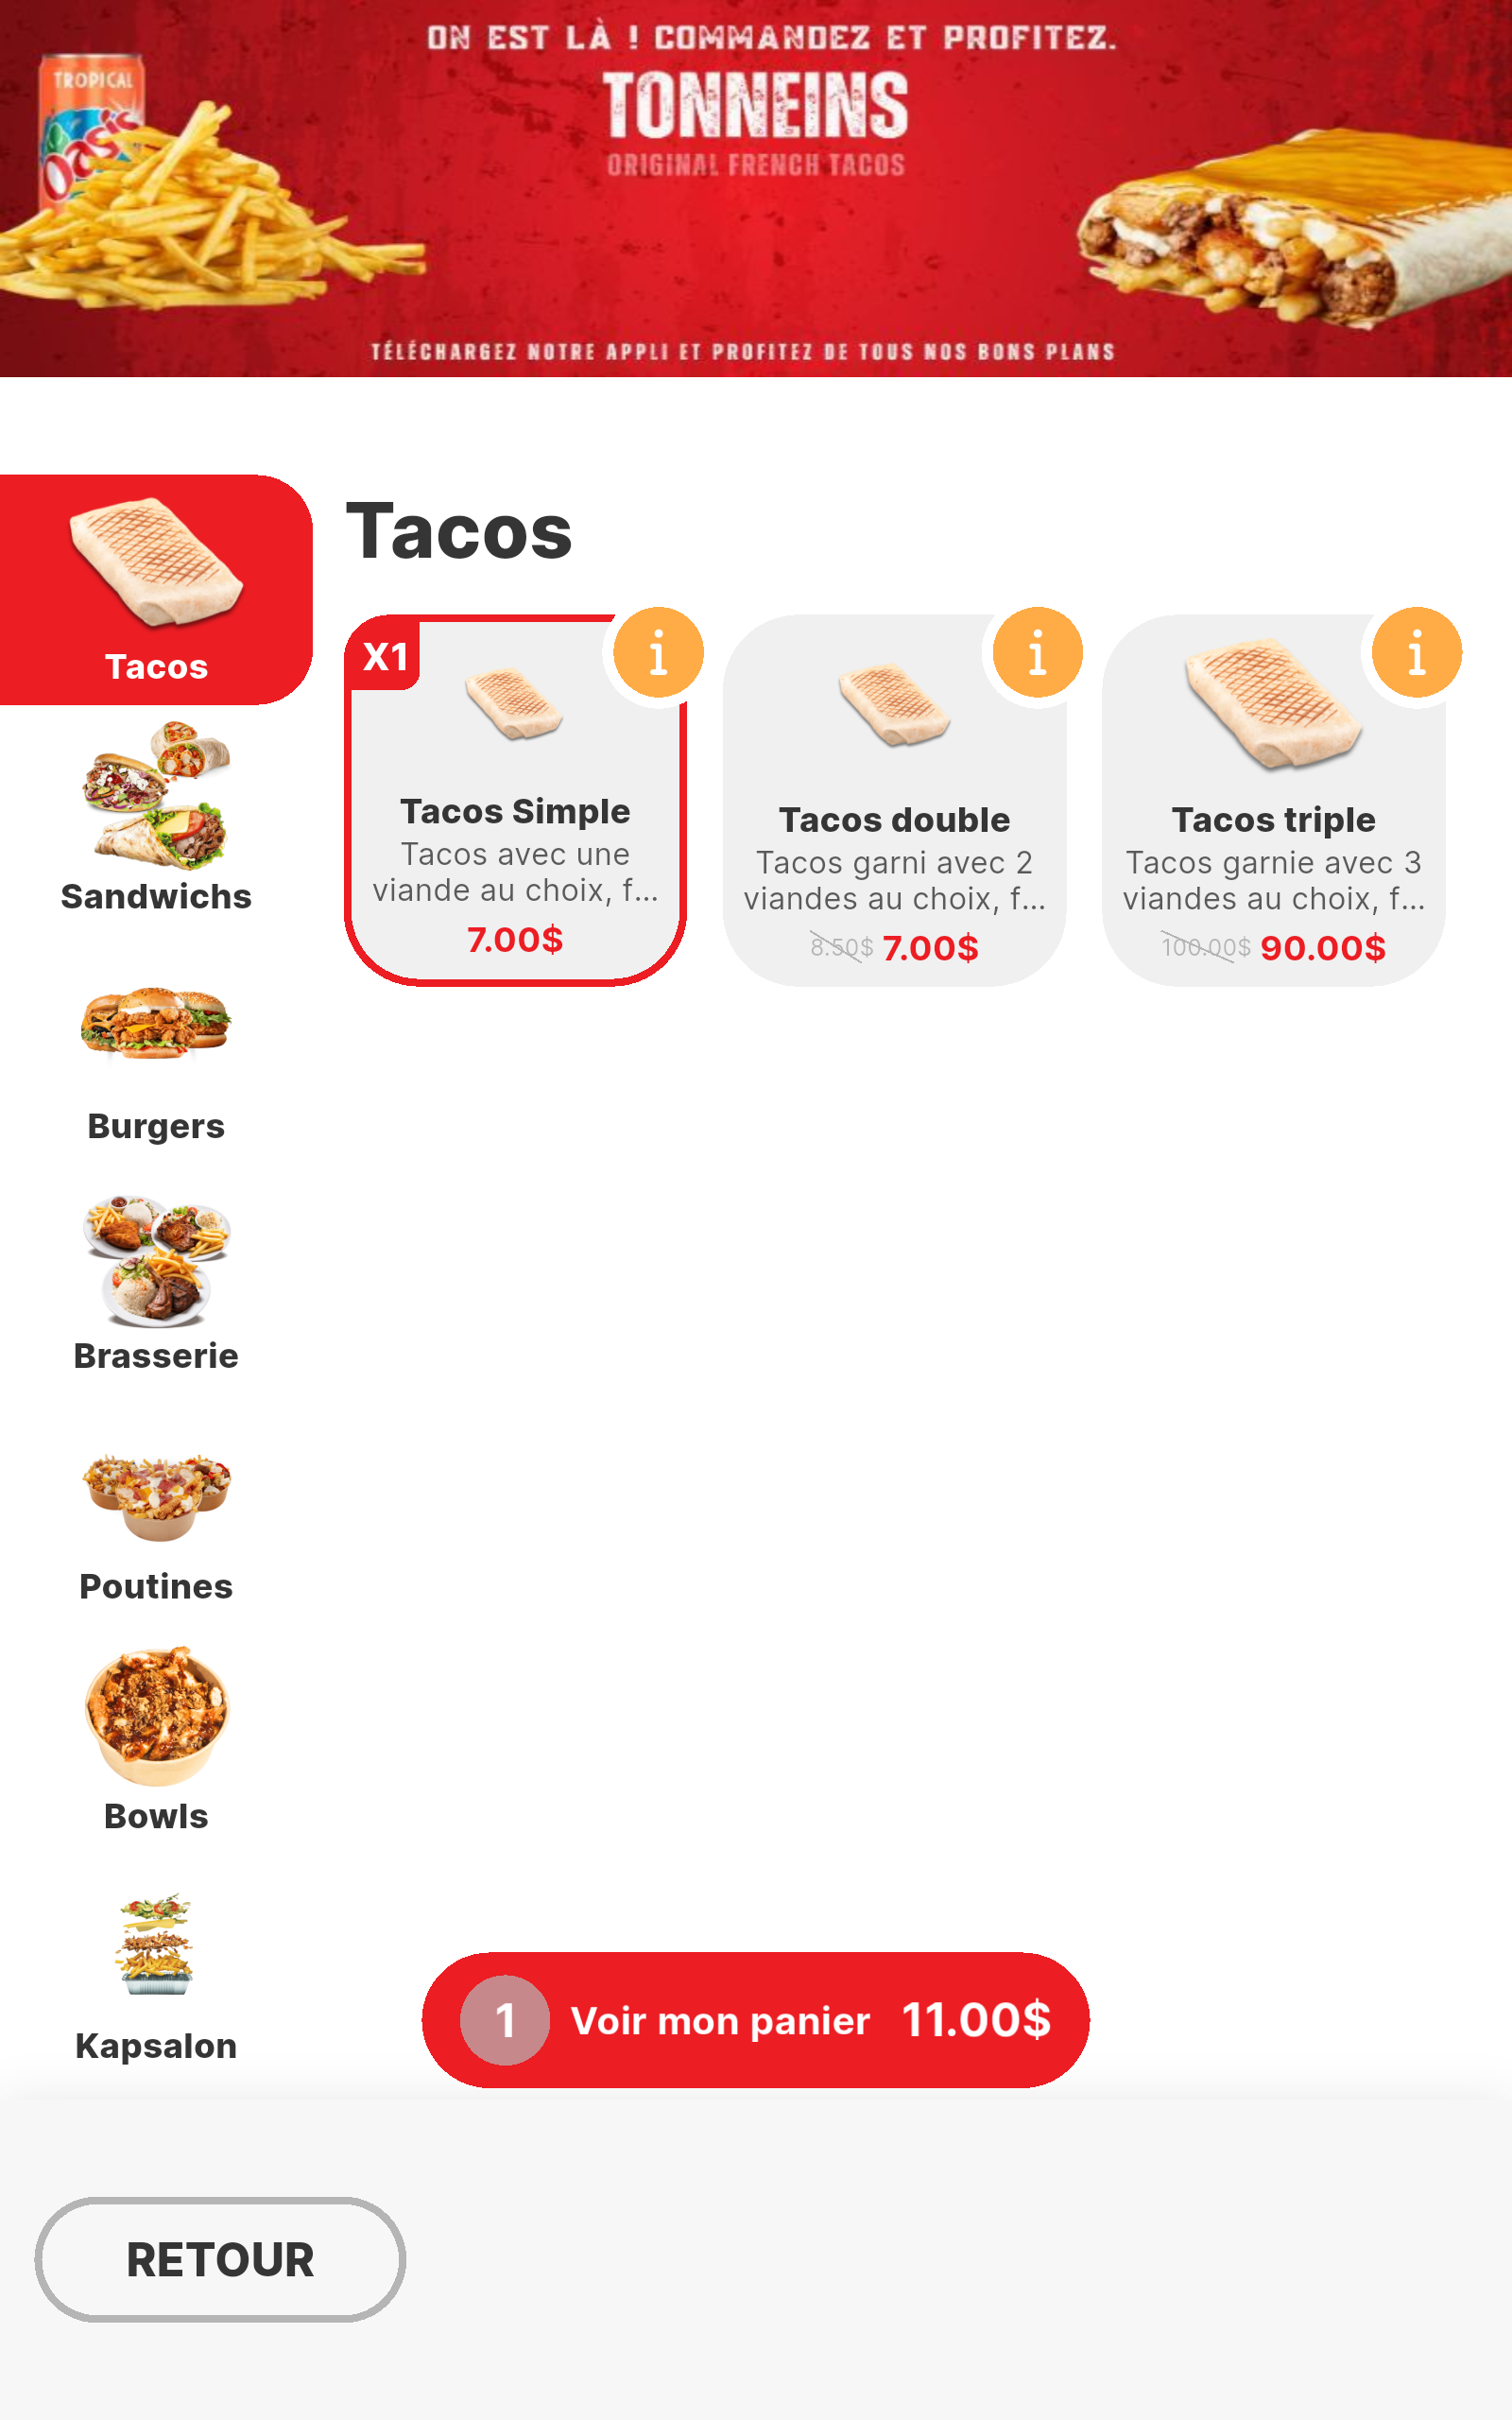 ON EST LÀ ! COMMANDEZ ET PROFITEZ.
TONNEINS
ORIGINAL FRENCH TACOS
TROPICAL
Oasis
TÉLÉCHARGEZ NOTRE APPLI ET PROFITEZ DE TOUS NOS BONS PLANS
Tacos
Sandwichs
Burgers
Brasserie
Poutines
Bowls
Kapsalon
Tacos
X1
i
Tacos Simple
Tacos avec une
viande au choix, f...
7.00$
i
Tacos double
Tacos garni avec 2
viandes au choix, f...
8.50$ 7.00$
i
Tacos triple
Tacos garnie avec 3
viandes au choix, f...
100.00$ 90.00$
1 Voir mon panier 11.00$
RETOUR